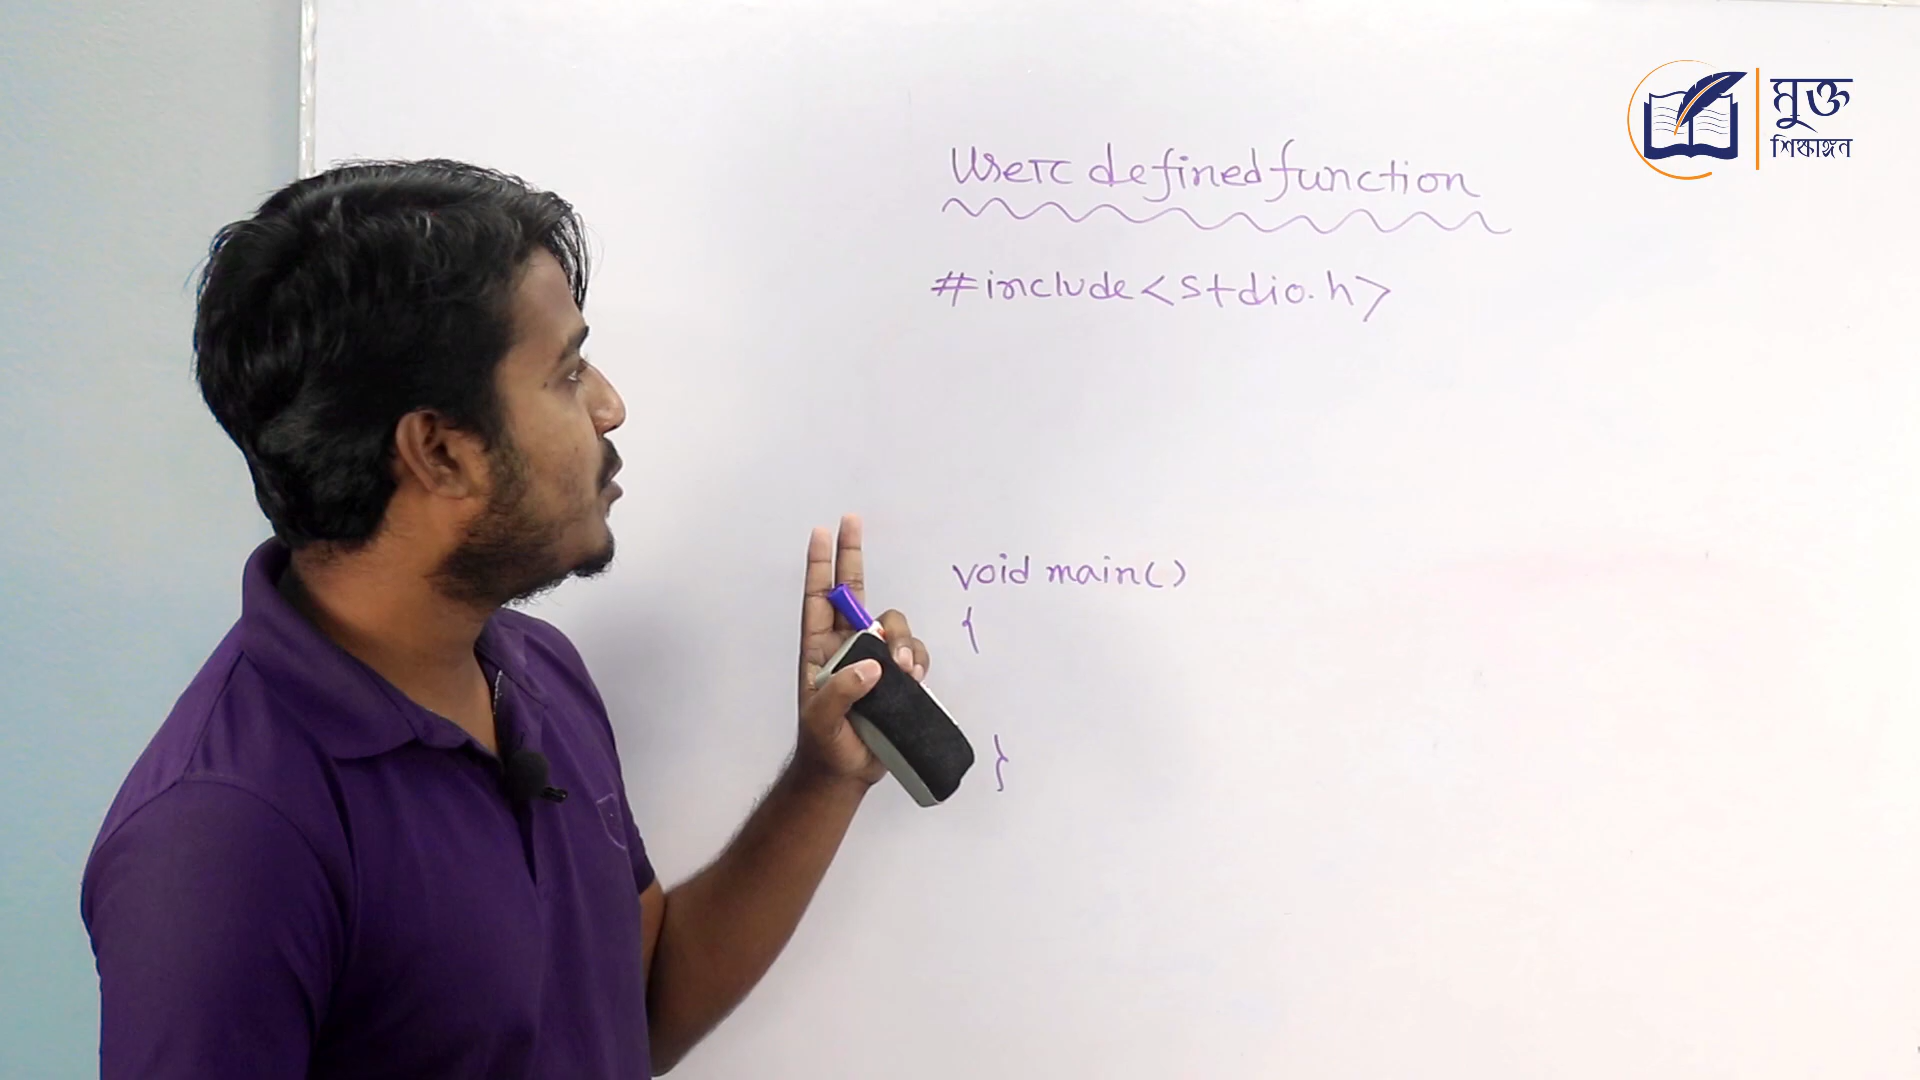 User defined function
#include<stdio.h>
void main()
{
}
মুক্ত
শিক্ষাঙ্গন